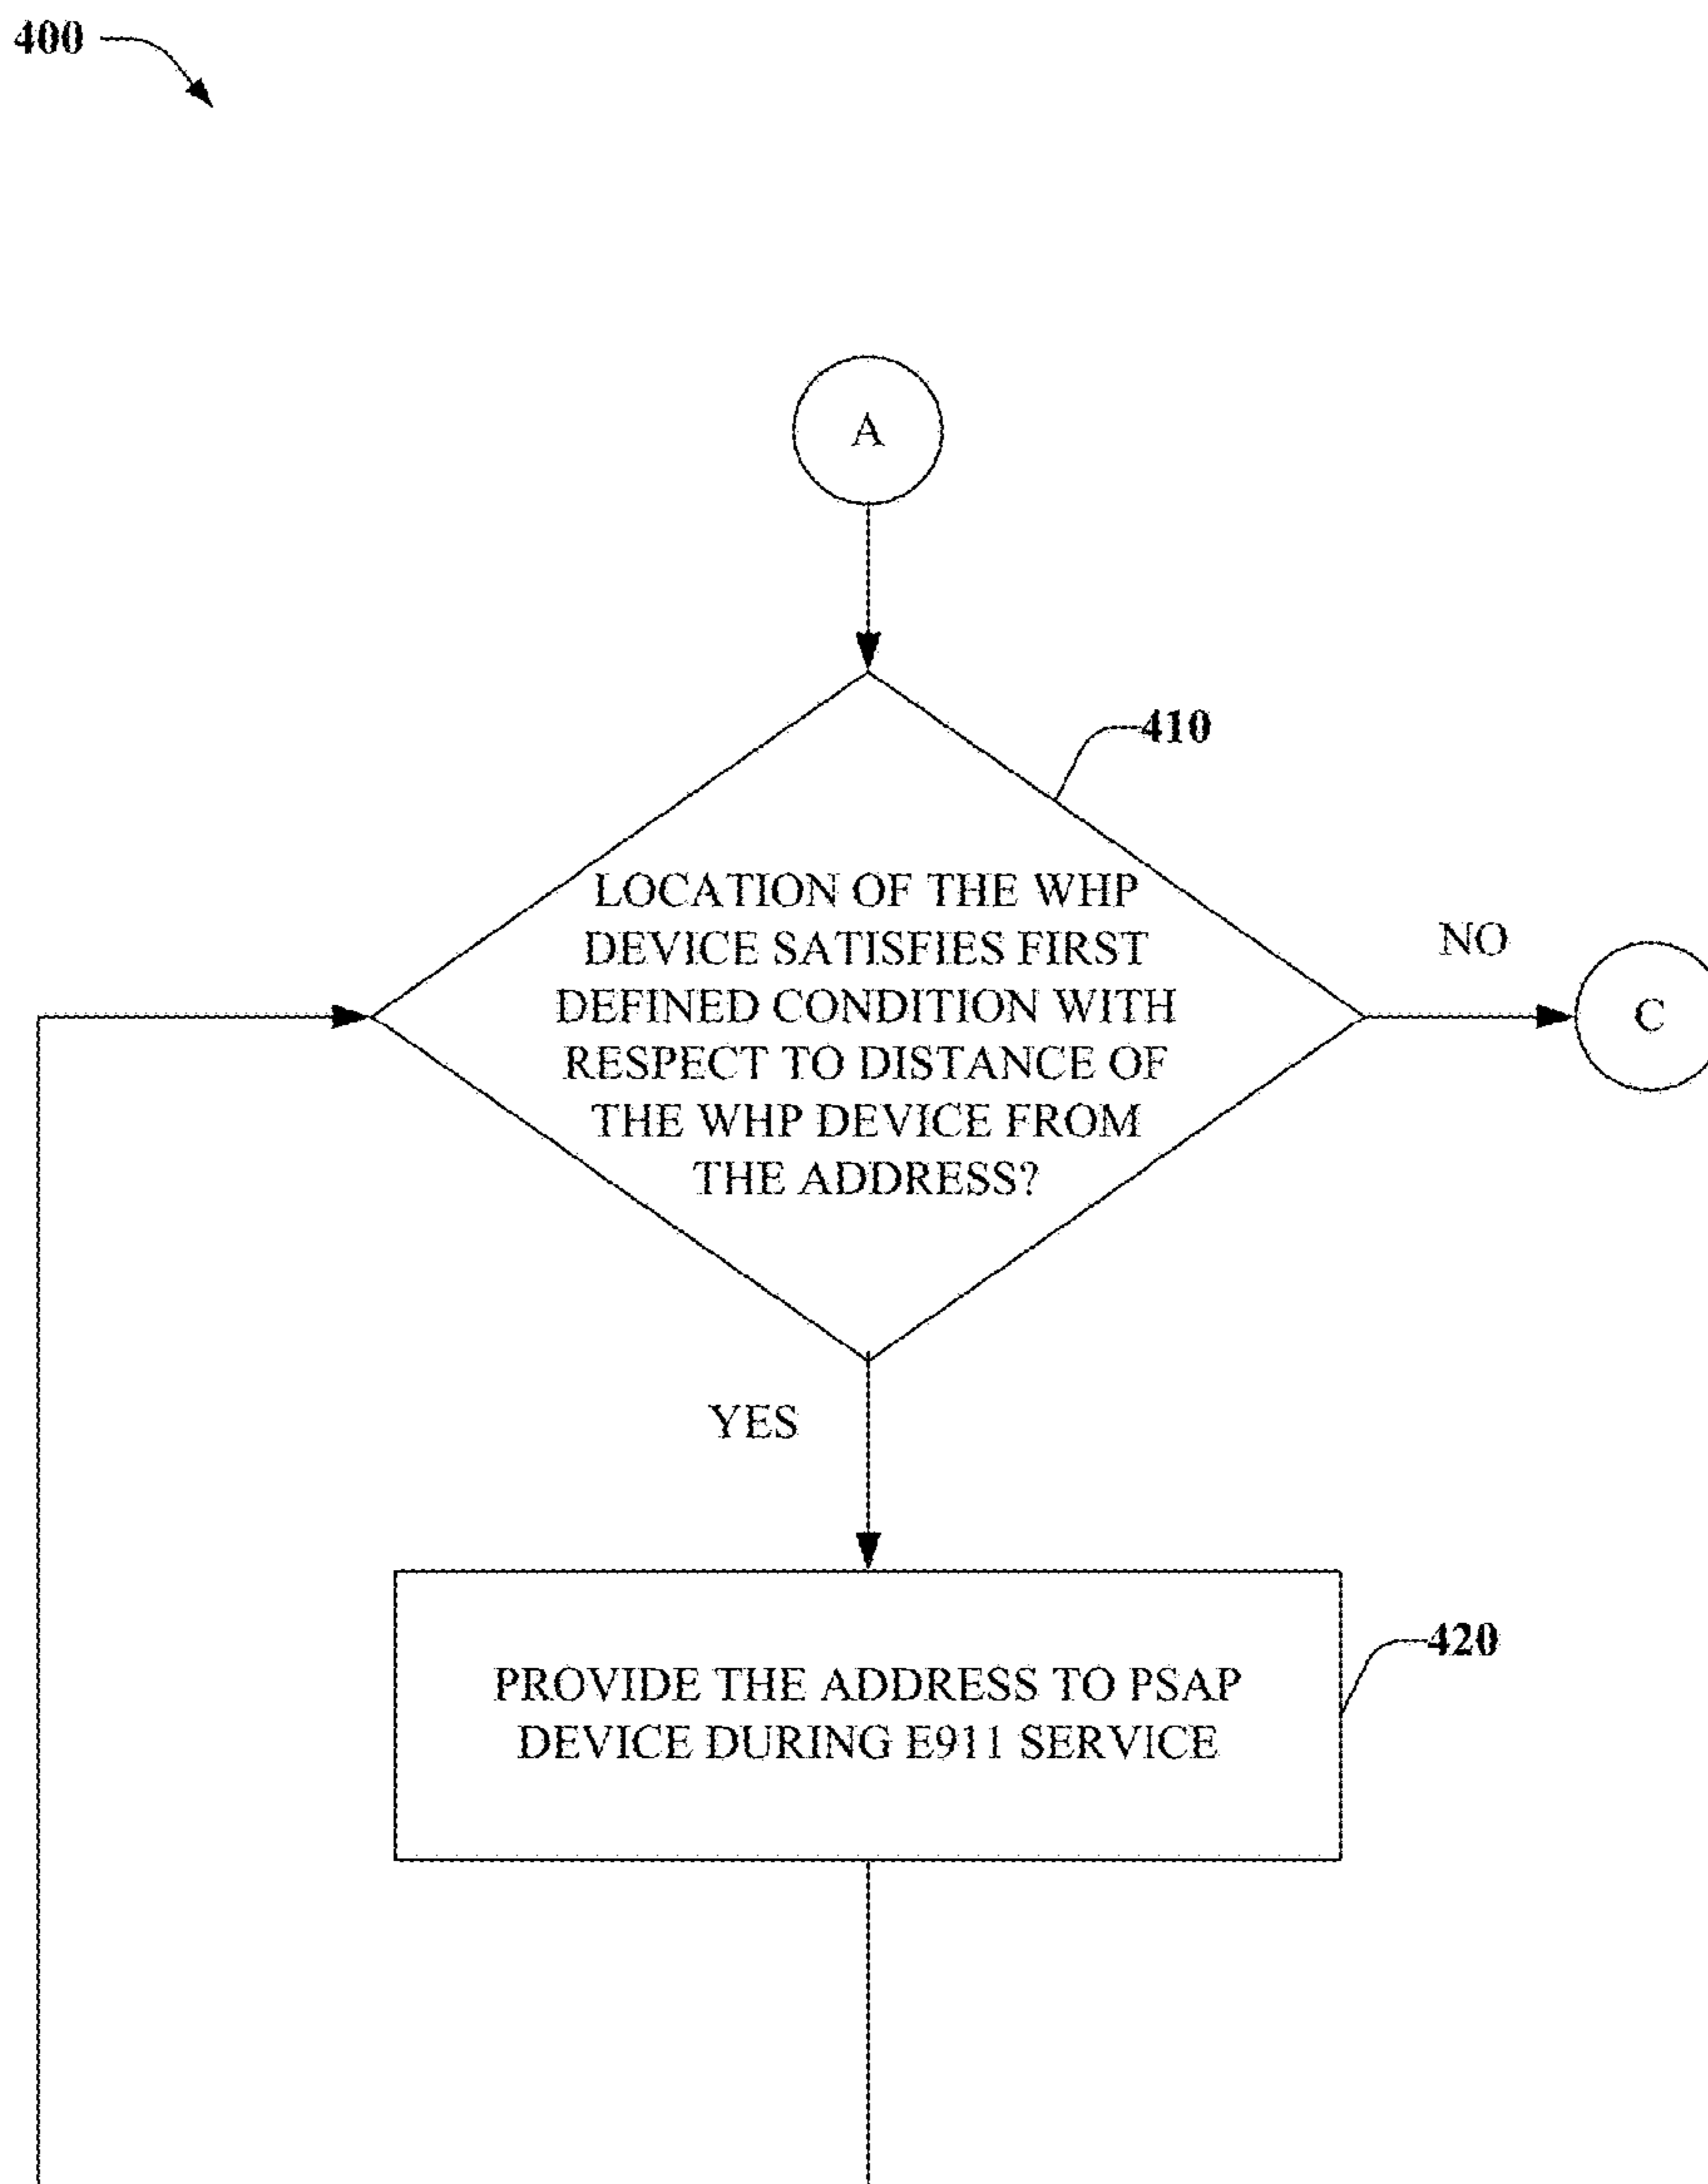 400
A
410
LOCATION OF THE WHP
DEVICE SATISFIES FIRST
DEFINED CONDITION WITH
RESPECT TO DISTANCE OF
THE WHP DEVICE FROM
THE ADDRESS?
NO
C
YES
420
PROVIDE THE ADDRESS TO PSAP
DEVICE DURING E911 SERVICE